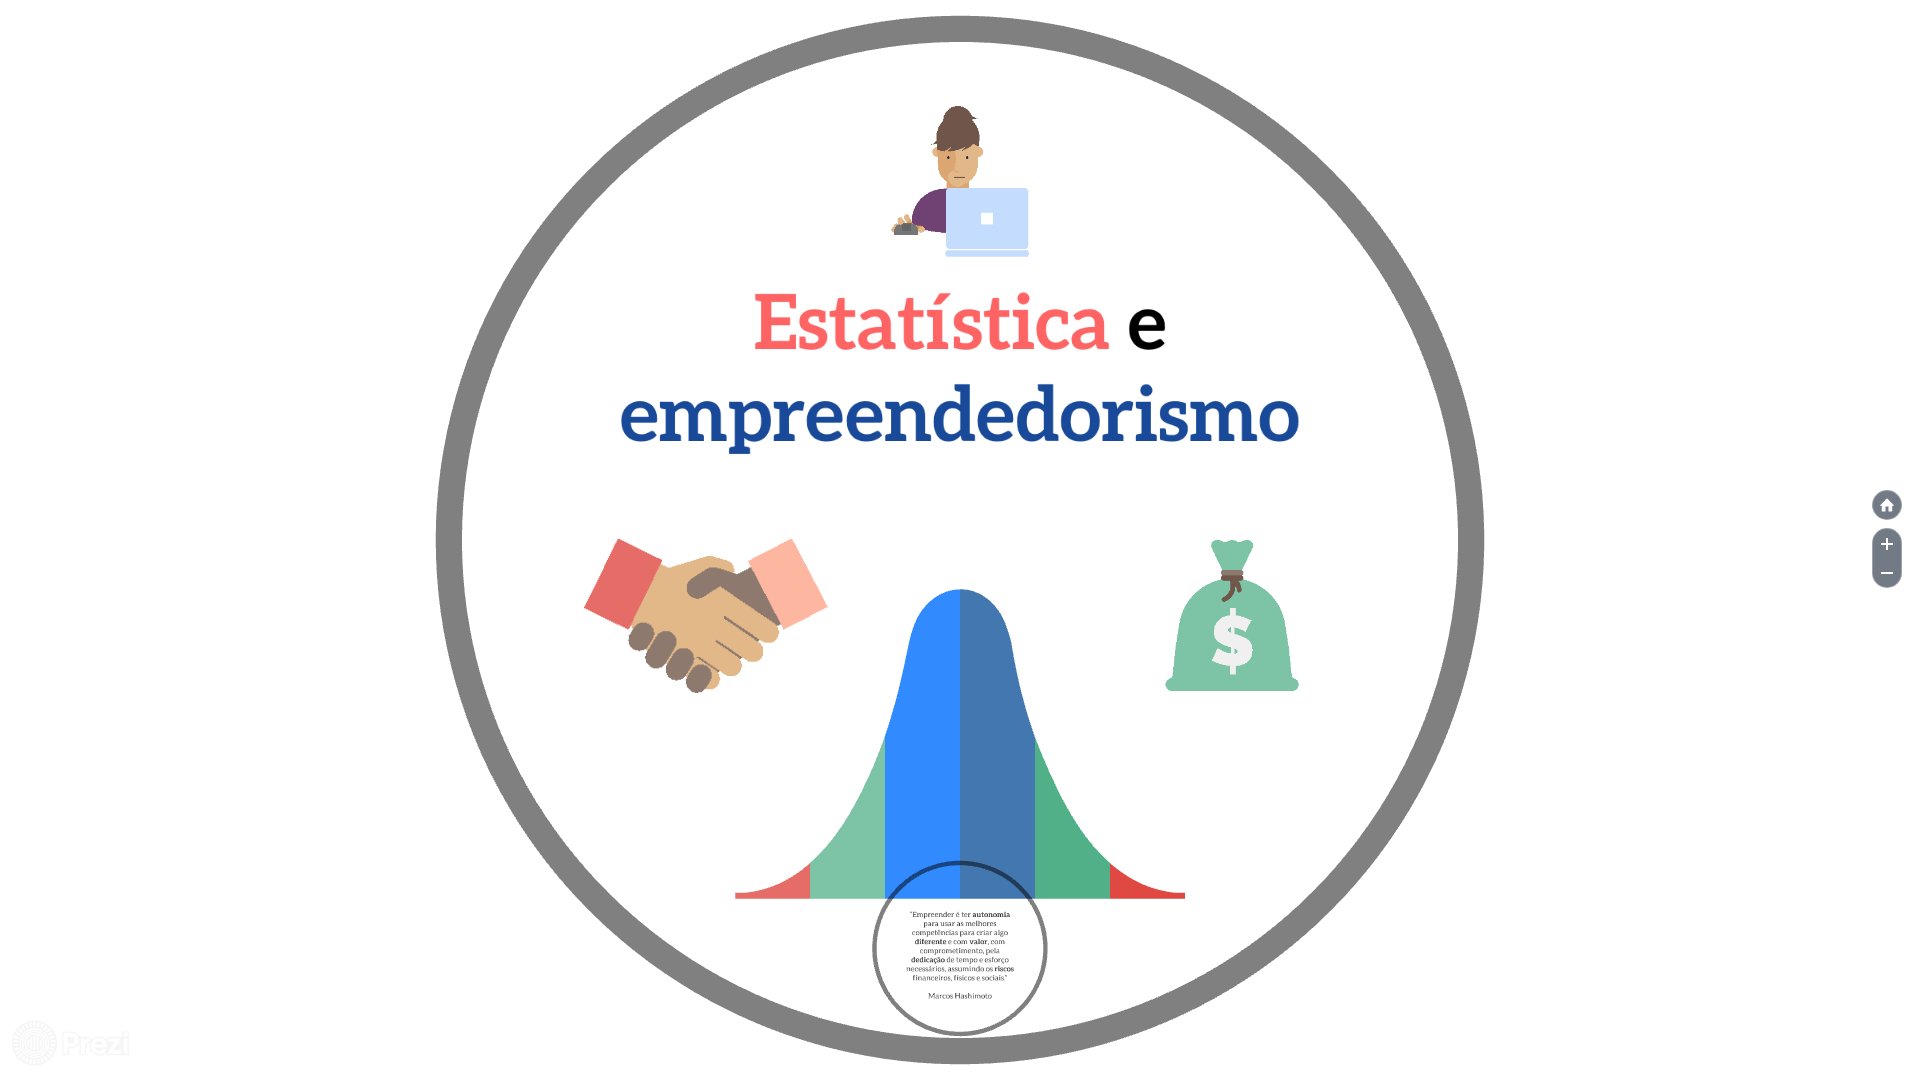 Estatística e
empreendedorismo
$
"Empreender é ter autonomia
para usar as melhores
competências para criar algo
diferente e com valor, com
comprometimento, pela
dedicação de tempo e esforço
necessários, assumindo os riscos
financeiros, físicos e sociais."
Marcos Hashimoto
Prezi